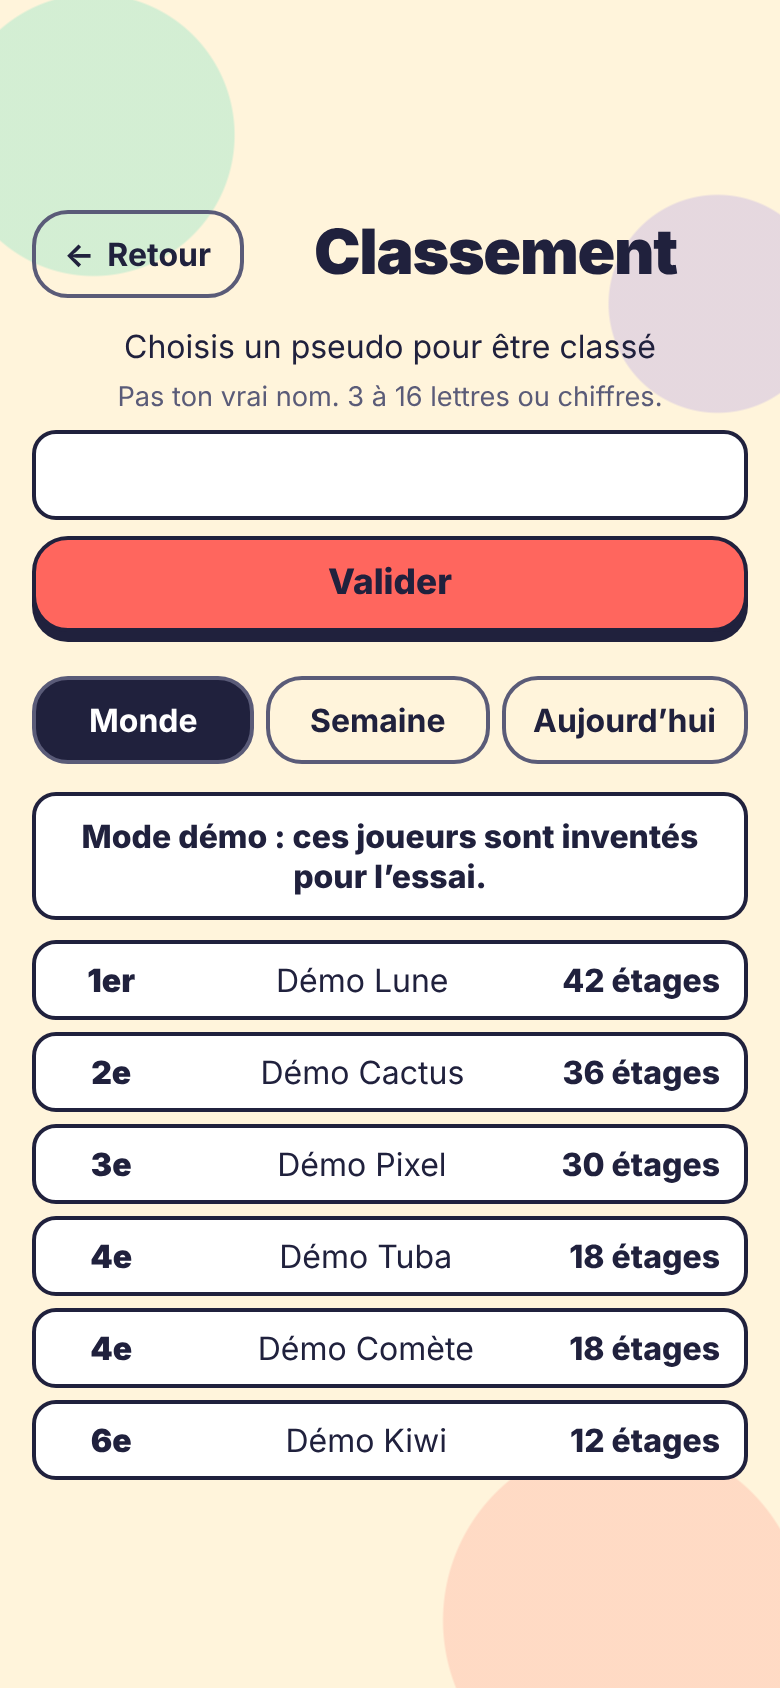 ← Retour
Classement
Choisis un pseudo pour être classé
Pas ton vrai nom. 3 à 16 lettres ou chiffres.
Valider
Monde
Semaine
Aujourd’hui
Mode démo : ces joueurs sont inventés
pour l’essai.
1er Démo Lune 42 étages
2e Démo Cactus 36 étages
3e Démo Pixel 30 étages
4e Démo Tuba 18 étages
4e Démo Comète 18 étages
6e Démo Kiwi 12 étages